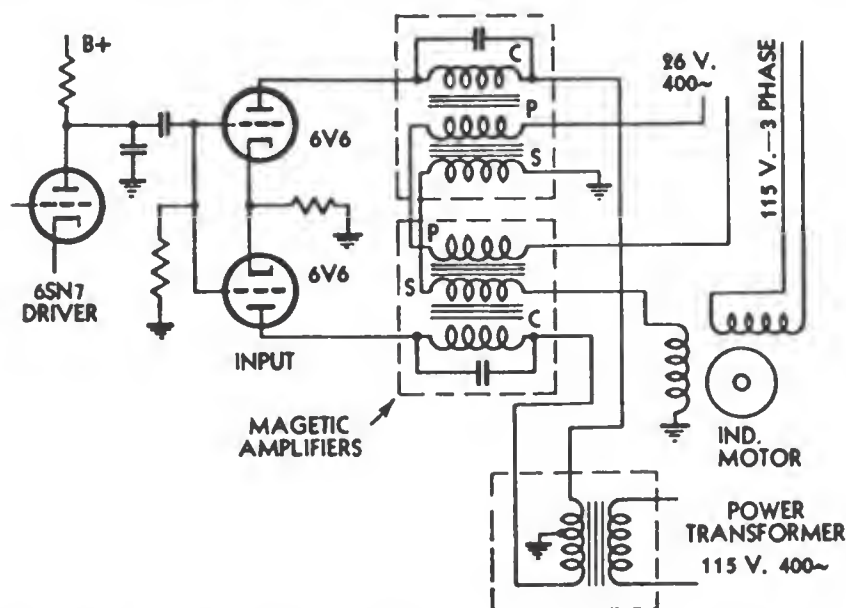 B+
C
26 V.
400~
115 V.—3 PHASE
P
6V6
S
P
6V6
S
6SN7
DRIVER
C
INPUT
MAGETIC
AMPLIFIERS
IND.
MOTOR
POWER
TRANSFORMER
115 V. 400~